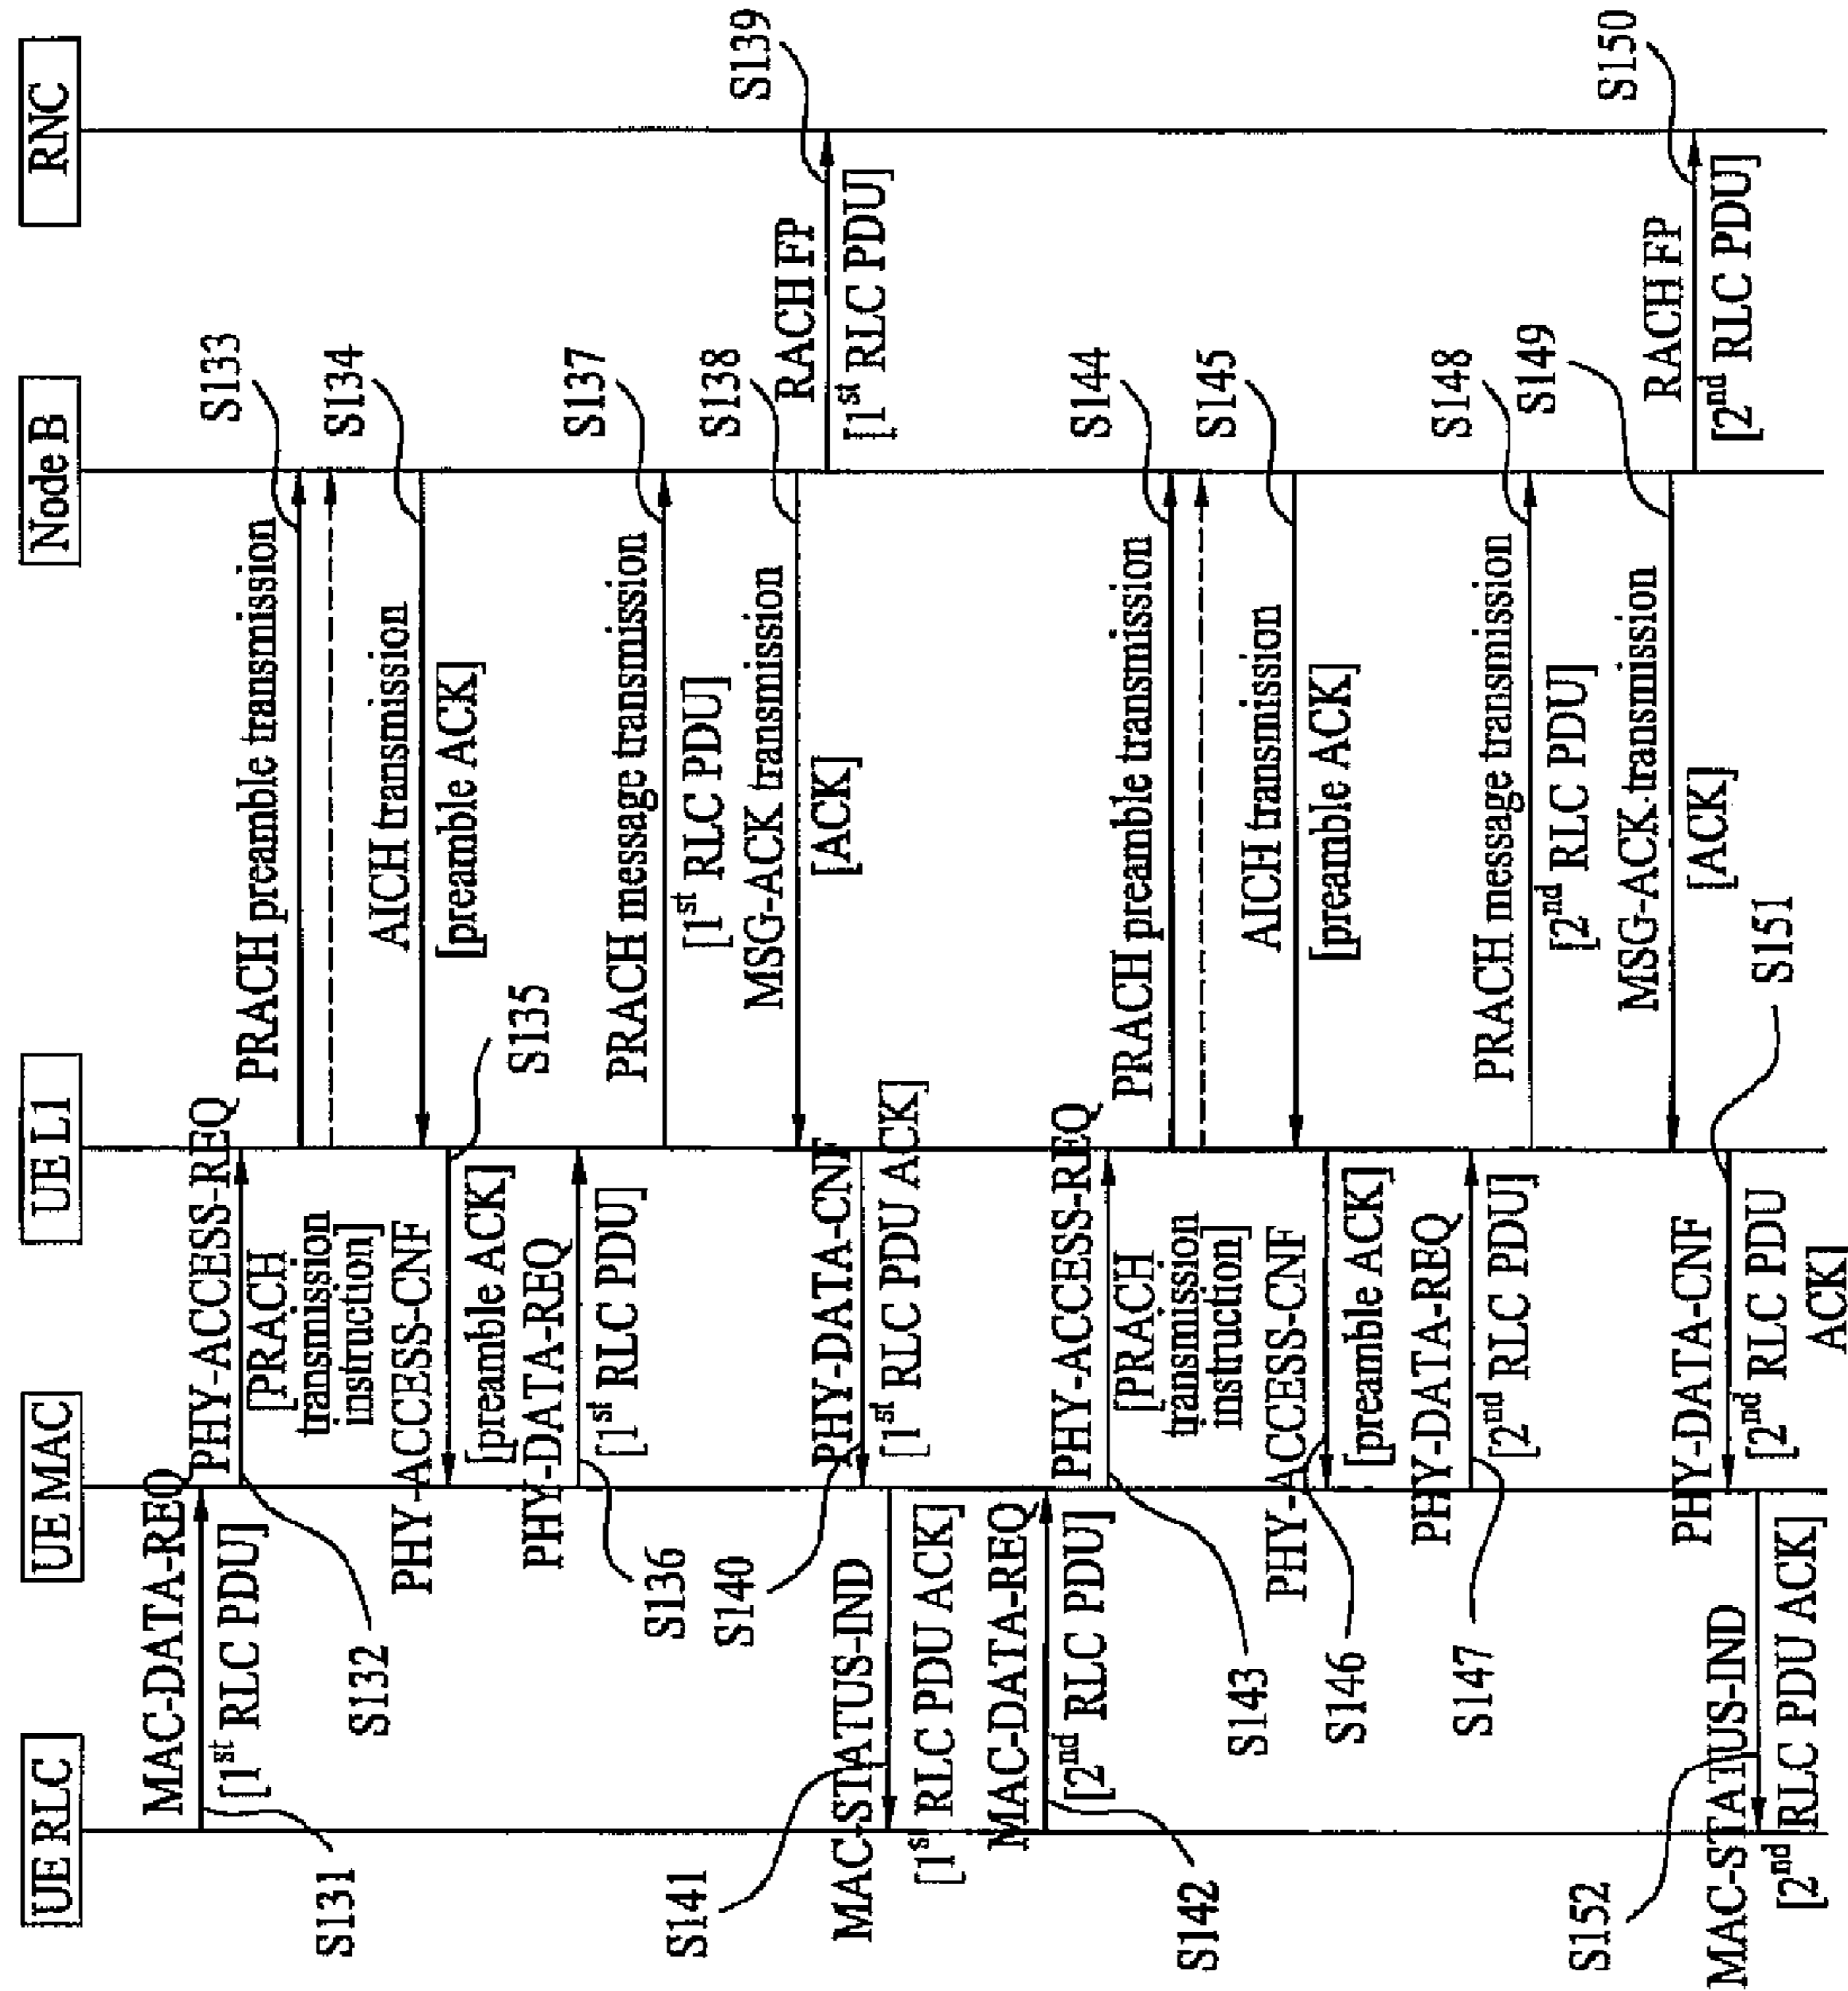 UE RLC
UE MAC
UE L1
Node B
RNC
MAC-DATA-REQ
[1st RLC PDU]
S131
PHY-ACCESS-REQ
[PRACH
transmission
instruction]
S132
PRACH preamble transmission
S133
AICH transmission
[preamble ACK]
S134
PHY-ACCESS-CNF
[preamble ACK]
S135
PHY-DATA-REQ
[1st RLC PDU]
S136
PRACH message transmission
[1st RLC PDU]
S137
MSG-ACK transmission
[ACK]
S138
RACH FP
[1st RLC PDU]
S139
PHY-DATA-CNF
[1st RLC PDU ACK]
S140
MAC-STATUS-IND
[1st RLC PDU ACK]
S141
MAC-DATA-REQ
[2nd RLC PDU]
S142
PHY-ACCESS-REQ
[PRACH
transmission
instruction]
S143
PRACH preamble transmission
S144
AICH transmission
[preamble ACK]
S145
PHY-ACCESS-CNF
[preamble ACK]
S146
PHY-DATA-REQ
[2nd RLC PDU]
S147
PRACH message transmission
[2nd RLC PDU]
S148
MSG-ACK transmission
[ACK]
S149
RACH FP
[2nd RLC PDU]
S150
PHY-DATA-CNF
[2nd RLC PDU
ACK]
S151
MAC-STATUS-IND
[2nd RLC PDU ACK]
S152